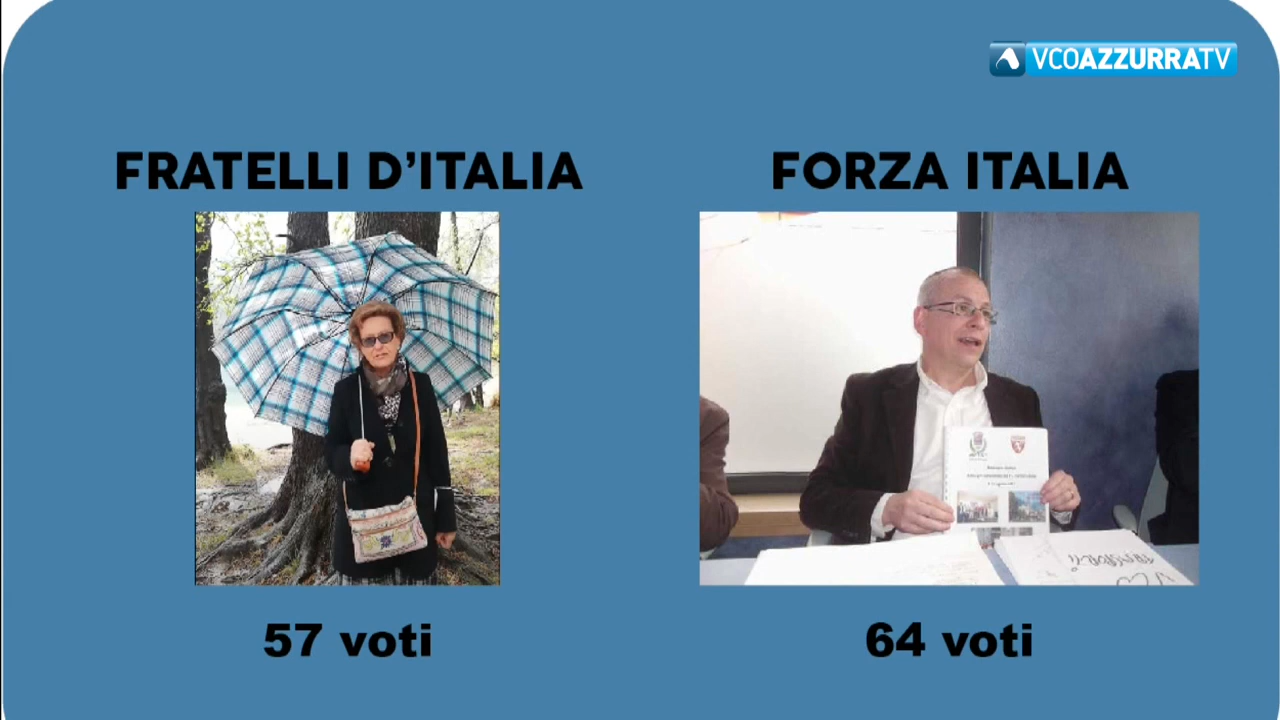 VCOAZZURRATV
FRATELLI D'ITALIA
FORZA ITALIA
57 voti
64 voti